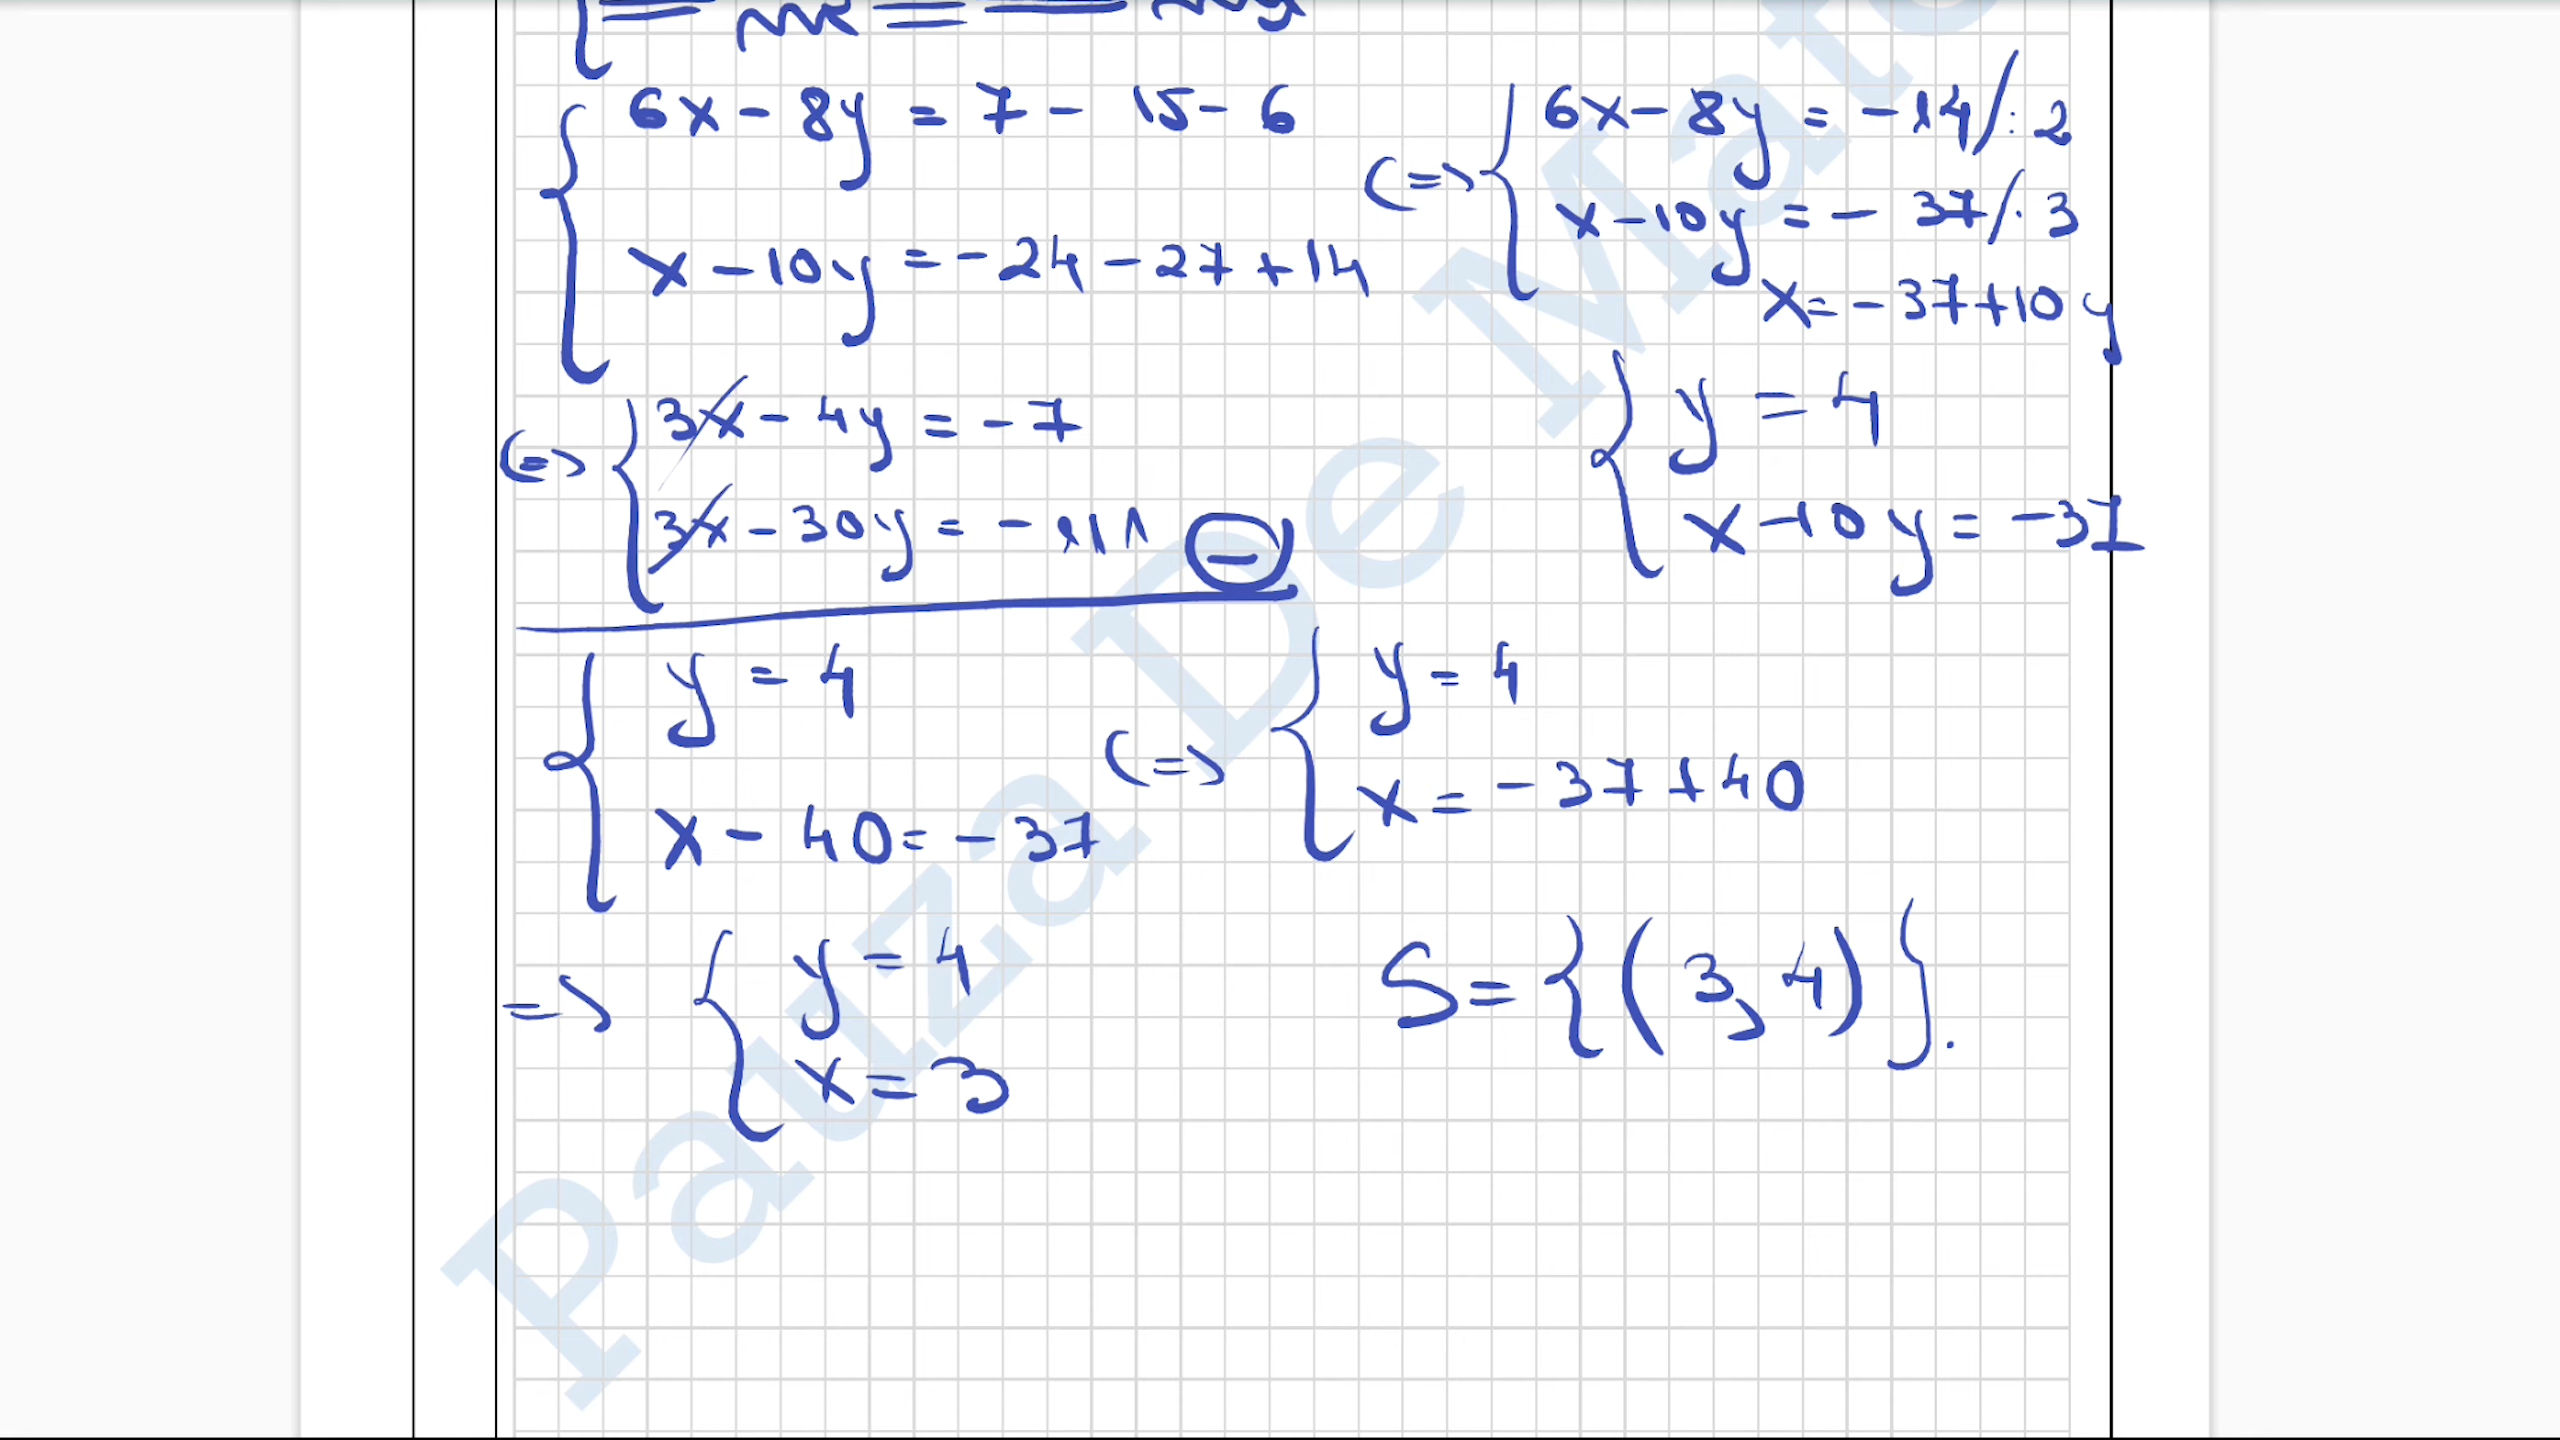 6x - 8y = 7 - 15 - 6
x - 10y = -24 - 27 + 14
(=> 6x - 8y = -14 /: 2
x - 10y = - 37 /. 3
x = - 37 + 10y
(=> 3x - 4y = -7
3x - 30y = - 111 -
y = 4
x - 10y = -37
y = 4
x - 40 = - 37
(=> y = 4
x = - 37 + 40
=> y = 4
x = 3
S = {(3,4)}.
Pauza De Mate